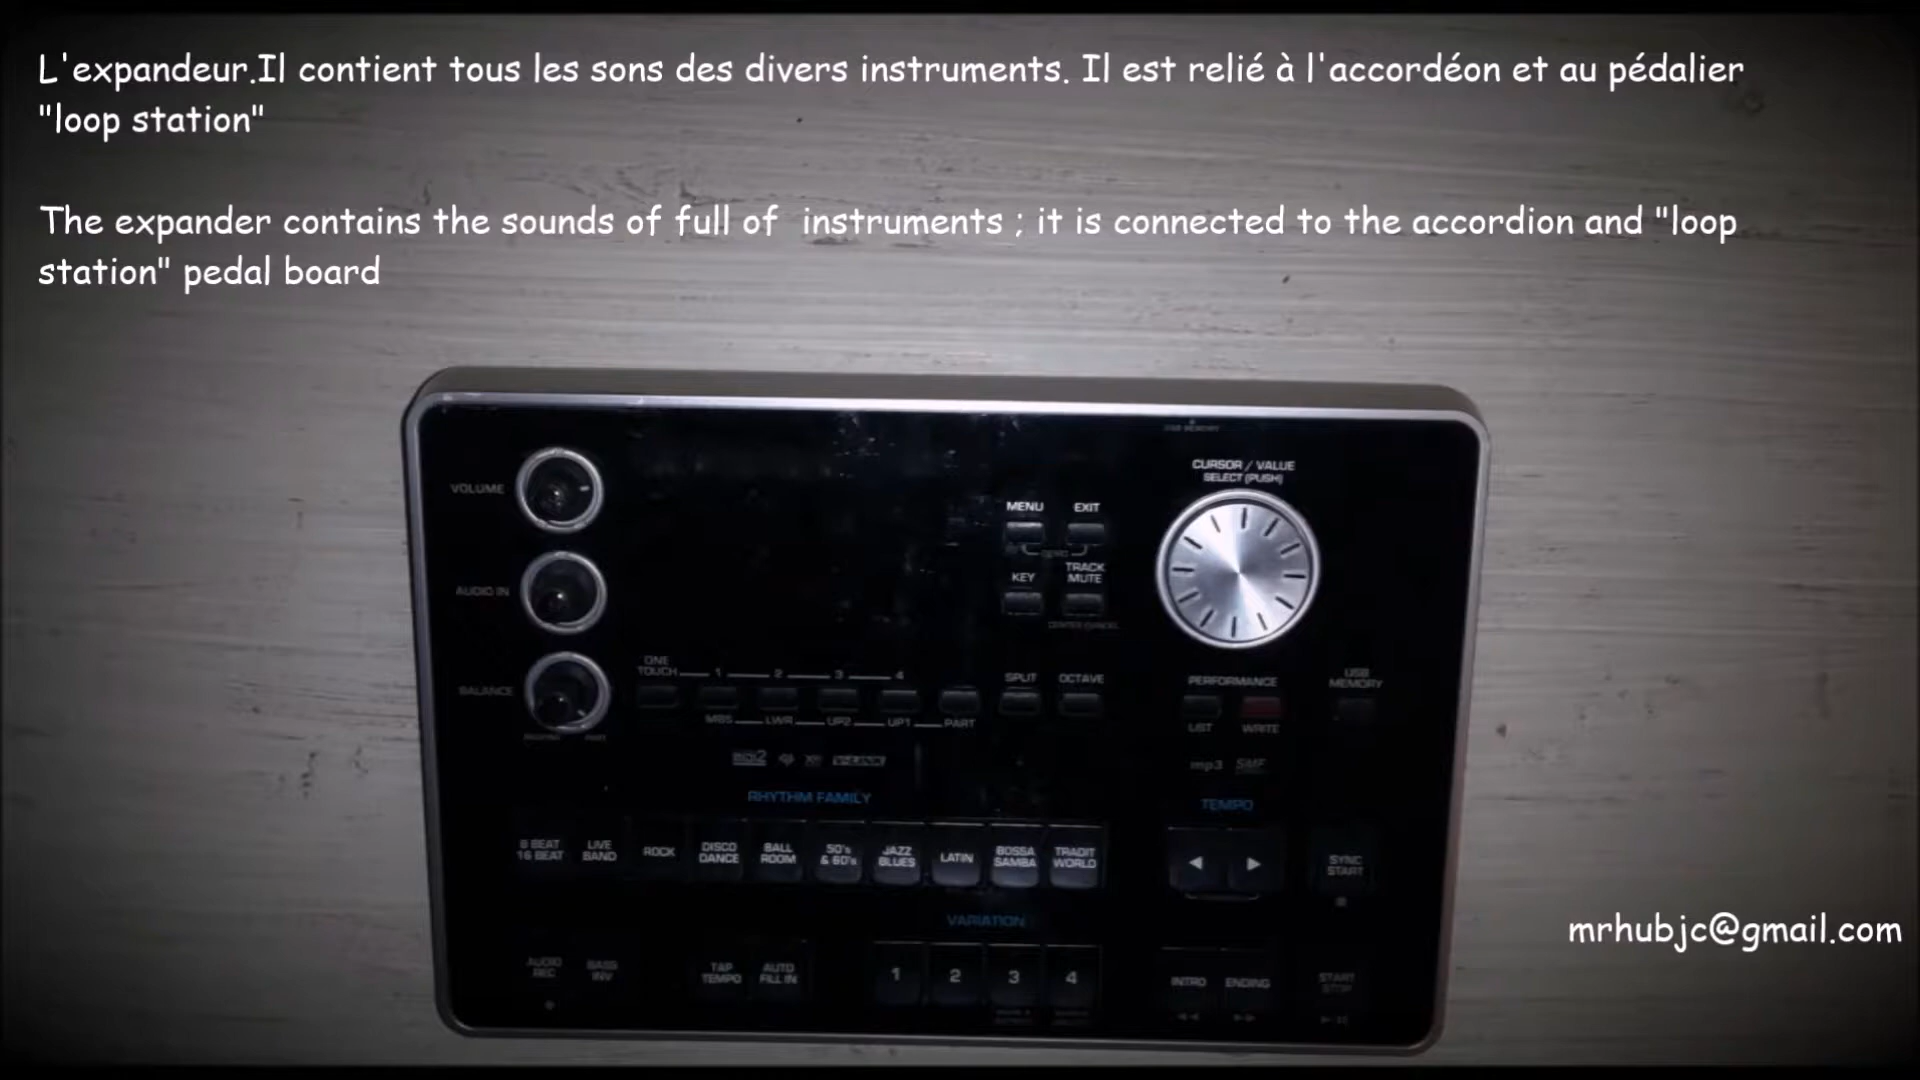 L'expandeur.Il contient tous les sons des divers instruments. Il est relié à l'accordéon et au pédalier
"loop station"
The expander contains the sounds of full of instruments ; it is connected to the accordion and "loop
station" pedal board
CURSOR / VALUE
SELECT (PUSH)
VOLUME
MENU EXIT
AUDIO IN
KEY TRACK MUTE
ONE TOUCH 1 2 3 4
SPLIT OCTAVE
PERFORMANCE
USB MEMORY
BALANCE
MBS LWR UP2 UP1 PART
LIST WRITE
V-LINK
mp3 SMF
RHYTHM FAMILY
TEMPO
8 BEAT 16 BEAT
LIVE BAND
ROCK
DISCO DANCE
BALL ROOM
50's & 60's
JAZZ BLUES
LATIN
BOSSA SAMBA
TRADIT WORLD
SYNC START
VARIATION
mrhubjc@gmail.com
AUDIO REC
BASS INV
TAP TEMPO
AUTO FILL IN
1 2 3 4
INTRO ENDING
START STOP